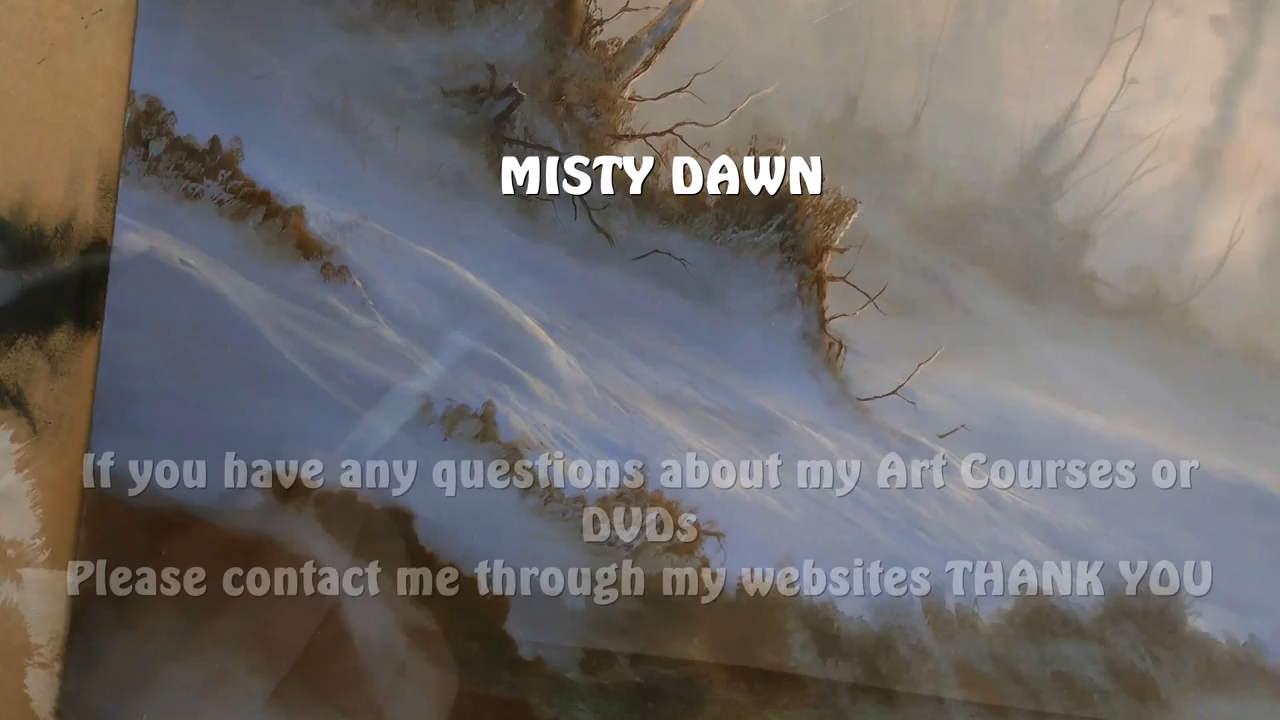 MISTY DAWN
If you have any questions about my Art Courses or
DVDs
Please contact me through my websites THANK YOU